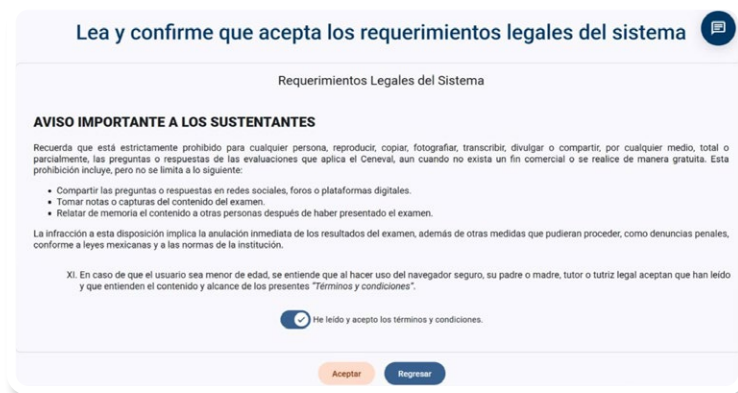 Lea y confirme que acepta los requerimientos legales del sistema
Requerimientos Legales del Sistema
AVISO IMPORTANTE A LOS SUSTENTANTES
Recuerda que está estrictamente prohibido para cualquier persona, reproducir, copiar, fotografiar, transcribir, divulgar o compartir, por cualquier medio, total o
parcialmente, las preguntas o respuestas de las evaluaciones que aplica el Ceneval, aun cuando no exista un fin comercial o se realice de manera gratuita. Esta
prohibición incluye, pero no se limita a lo siguiente:
• Compartir las preguntas o respuestas en redes sociales, foros o plataformas digitales.
• Tomar notas o capturas del contenido del examen.
• Relatar de memoria el contenido a otras personas después de haber presentado el examen.
La infracción a esta disposición implica la anulación inmediata de los resultados del examen, además de otras medidas que pudieran proceder, como denuncias penales,
conforme a leyes mexicanas y a las normas de la institución.
XI. En caso de que el usuario sea menor de edad, se entiende que al hacer uso del navegador seguro, su padre o madre, tutor o tutriz legal aceptan que han leído
y que entienden el contenido y alcance de los presentes "Términos y condiciones".
He leído y acepto los términos y condiciones.
Aceptar
Regresar